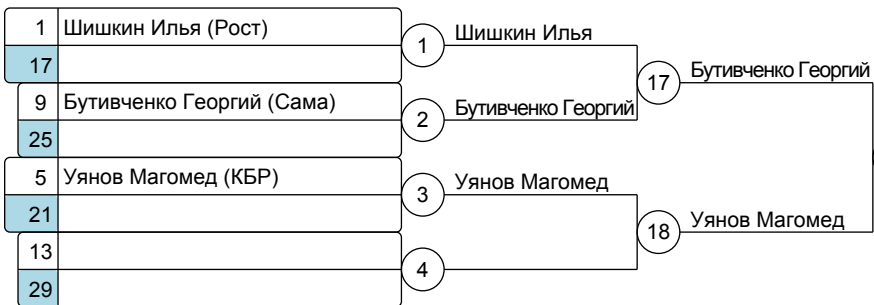 1 Шишкин Илья (Рост)
17
9 Бутивченко Георгий (Сама)
25
5 Уянов Магомед (КБР)
21
13
29
1 Шишкин Илья
2 Бутивченко Георгий
3 Уянов Магомед
4
17 Бутивченко Георгий
18 Уянов Магомед